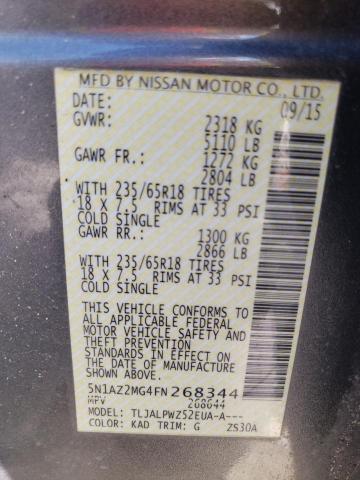 MFD BY NISSAN MOTOR CO., LTD.
DATE: 09/15
GVWR: 2318 KG
5110 LB
GAWR FR.: 1272 KG
2804 LB
WITH 235/65R18 TIRES
18 X 7.5 RIMS AT 33 PSI
COLD SINGLE
GAWR RR.: 1300 KG
2866 LB
WITH 235/65R18 TIRES
18 X 7.5 RIMS AT 33 PSI
COLD SINGLE
THIS VEHICLE CONFORMS TO
ALL APPLICABLE FEDERAL
MOTOR VEHICLE SAFETY
STANDARDS IN EFFECT ON
THE DATE OF MANUFACTURE
SHOWN ABOVE.
5N1AZ2MG4FN268344
MPV
MODEL: TLJALPWZ52EUA-A---
COLOR: KAD TRIM: G ZS30A